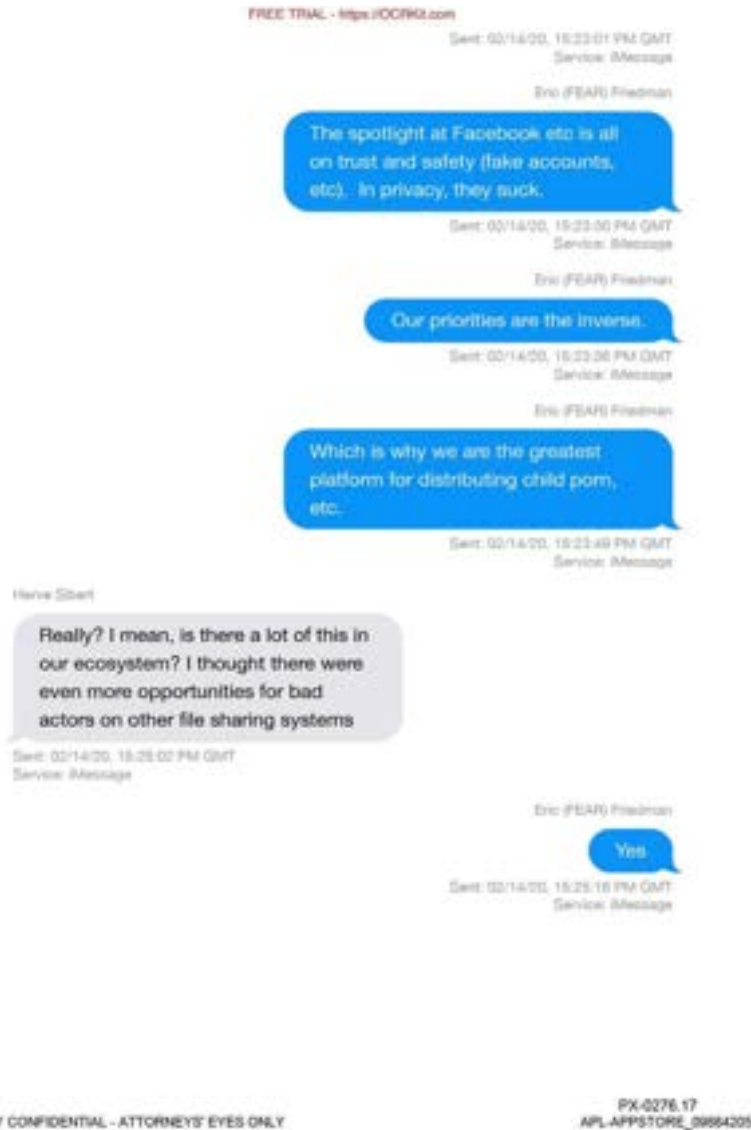 FREE TRIAL - https://OCRKit.com
Sent: 02/14/20, 15:23:01 PM GMT
Service: iMessage
Eric (FEAR) Friedman
The spotlight at Facebook etc is all
on trust and safety (fake accounts,
etc). In privacy, they suck.
Sent: 02/14/20, 15:23:30 PM GMT
Service: iMessage
Eric (FEAR) Friedman
Our priorities are the inverse.
Sent: 02/14/20, 15:23:36 PM GMT
Service: iMessage
Eric (FEAR) Friedman
Which is why we are the greatest
platform for distributing child porn,
etc.
Sent: 02/14/20, 15:23:49 PM GMT
Service: iMessage
Herve Sibert
Really? I mean, is there a lot of this in
our ecosystem? I thought there were
even more opportunities for bad
actors on other file sharing systems
Sent: 02/14/20, 15:25:02 PM GMT
Service: iMessage
Eric (FEAR) Friedman
Yes
Sent: 02/14/20, 15:25:16 PM GMT
Service: iMessage
PX-0276.17
CONFIDENTIAL - ATTORNEYS' EYES ONLY
APL-APPSTORE_09884205